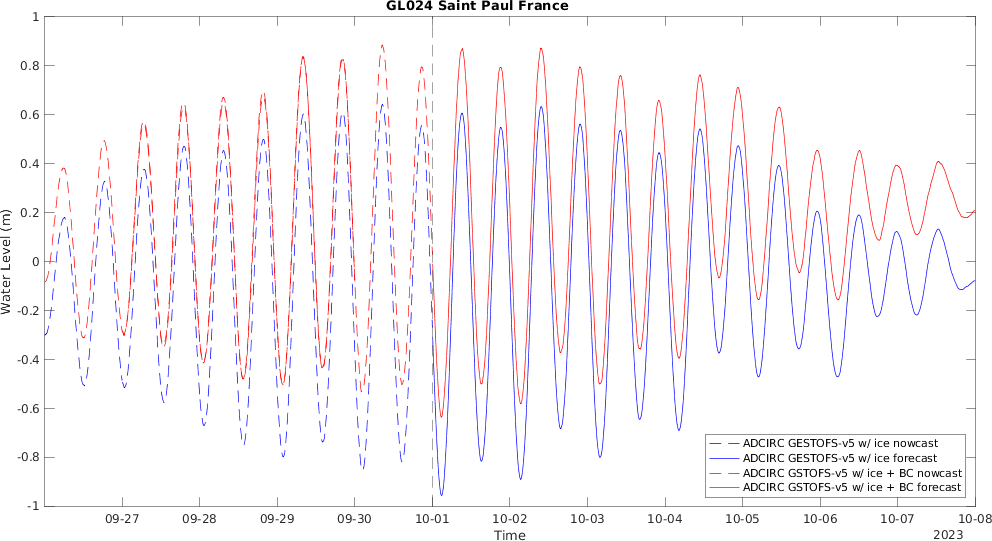 GL024 Saint Paul France
1
0.8
0.6
0.4
0.2
0
-0.2
-0.4
-0.6
-0.8
-1
Water Level (m)
09-27 09-28 09-29 09-30 10-01 10-02 10-03 10-04 10-05 10-06 10-07 10-08
Time
2023
ADCIRC GESTOFS-v5 w/ ice nowcast
ADCIRC GESTOFS-v5 w/ ice forecast
ADCIRC GSTOFS-v5 w/ ice + BC nowcast
ADCIRC GSTOFS-v5 w/ ice + BC forecast